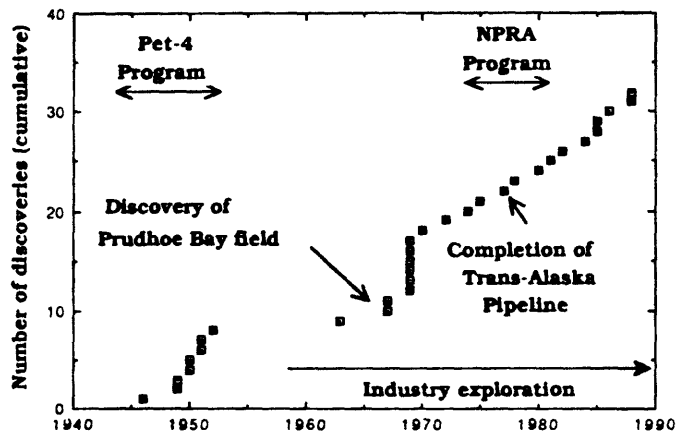 Number of discoveries (cumulative)
40
30
20
10
0
Pet-4
Program
NPRA
Program
Discovery of
Prudhoe Bay field
Completion of
Trans-Alaska
Pipeline
Industry exploration
1940 1950 1960 1970 1980 1990